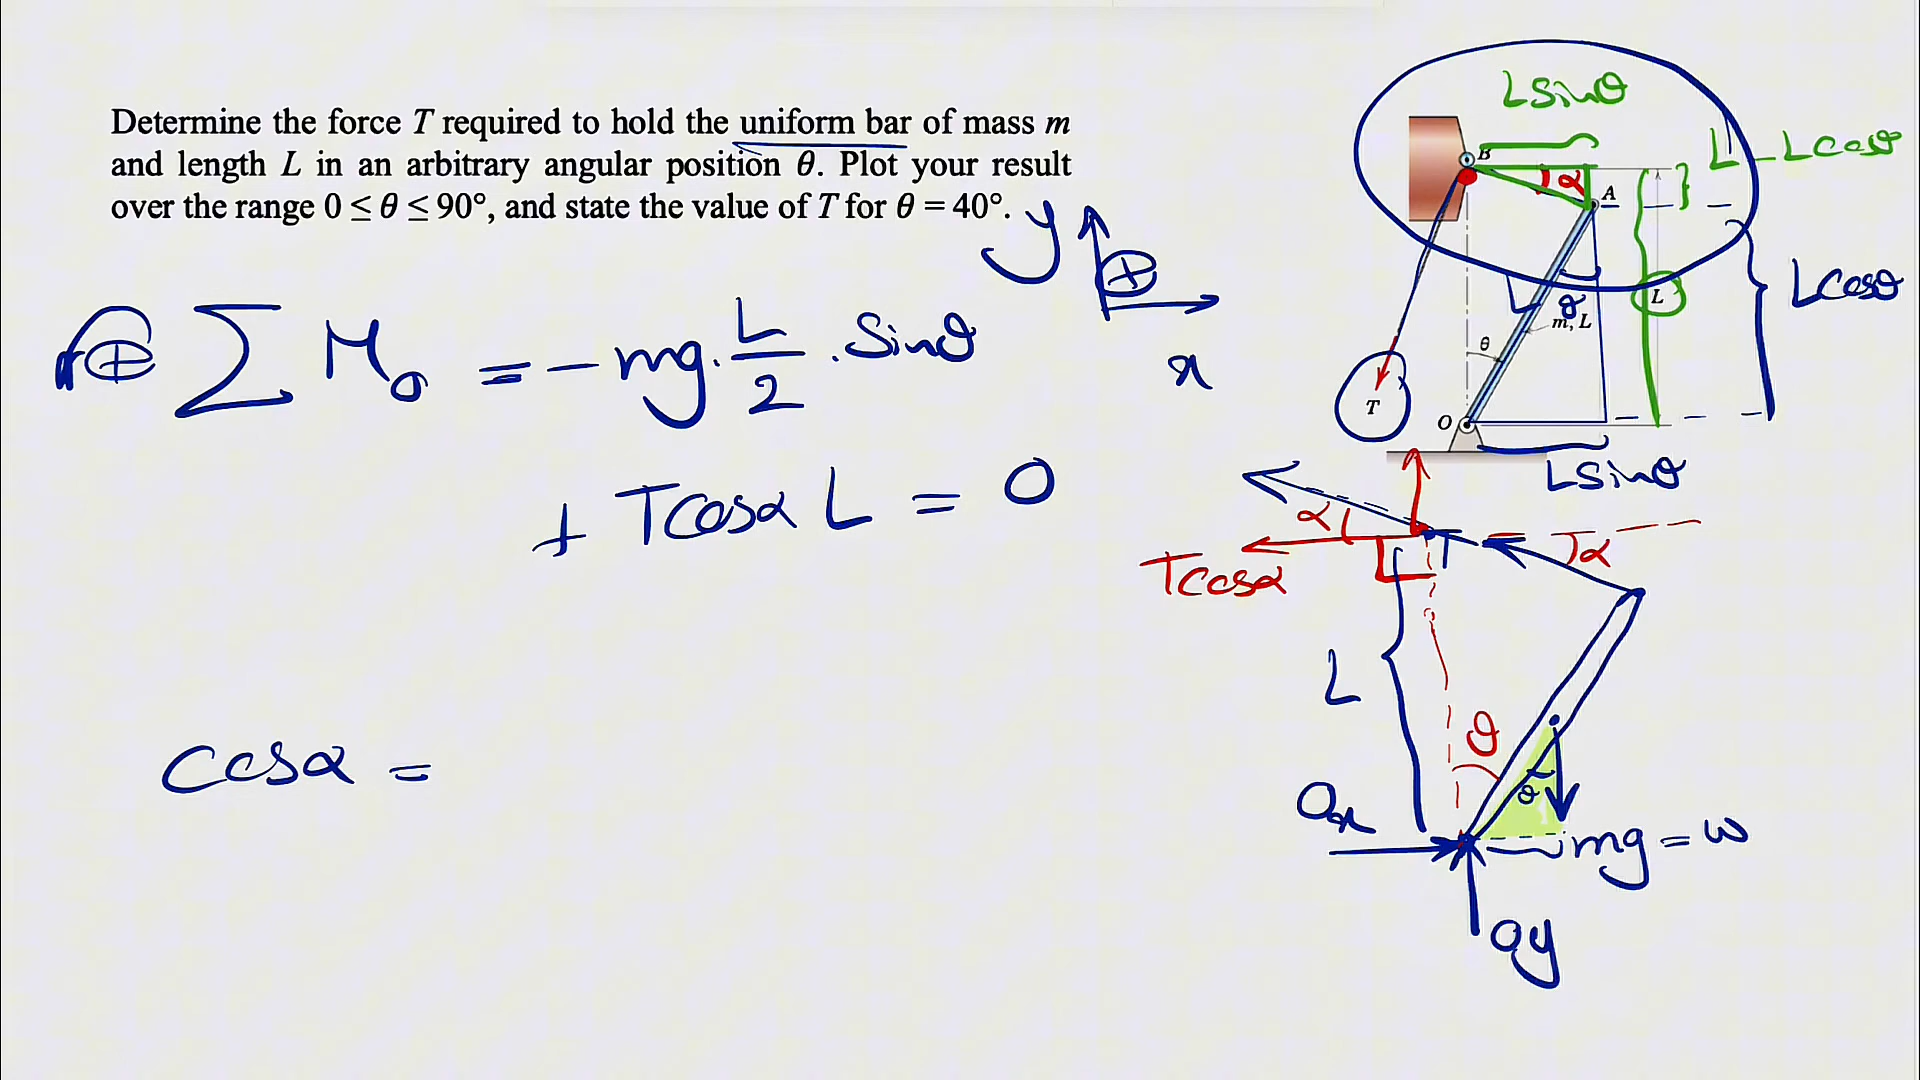 Determine the force T required to hold the uniform bar of mass m
and length L in an arbitrary angular position θ. Plot your result
over the range 0 ≤ θ ≤ 90°, and state the value of T for θ = 40°.
y
x
⊕
⊕ Σ M₀ = − mg · L/2 · sinθ
+ Tcosα L = 0
cosα =
Lsinθ
L − Lcosθ
B
α
A
Lcosθ
L
L
θ
m, L
θ
T
O
Lsinθ
α
Tcosα
T
α
L
θ
θ
Ox
mg = w
Oy